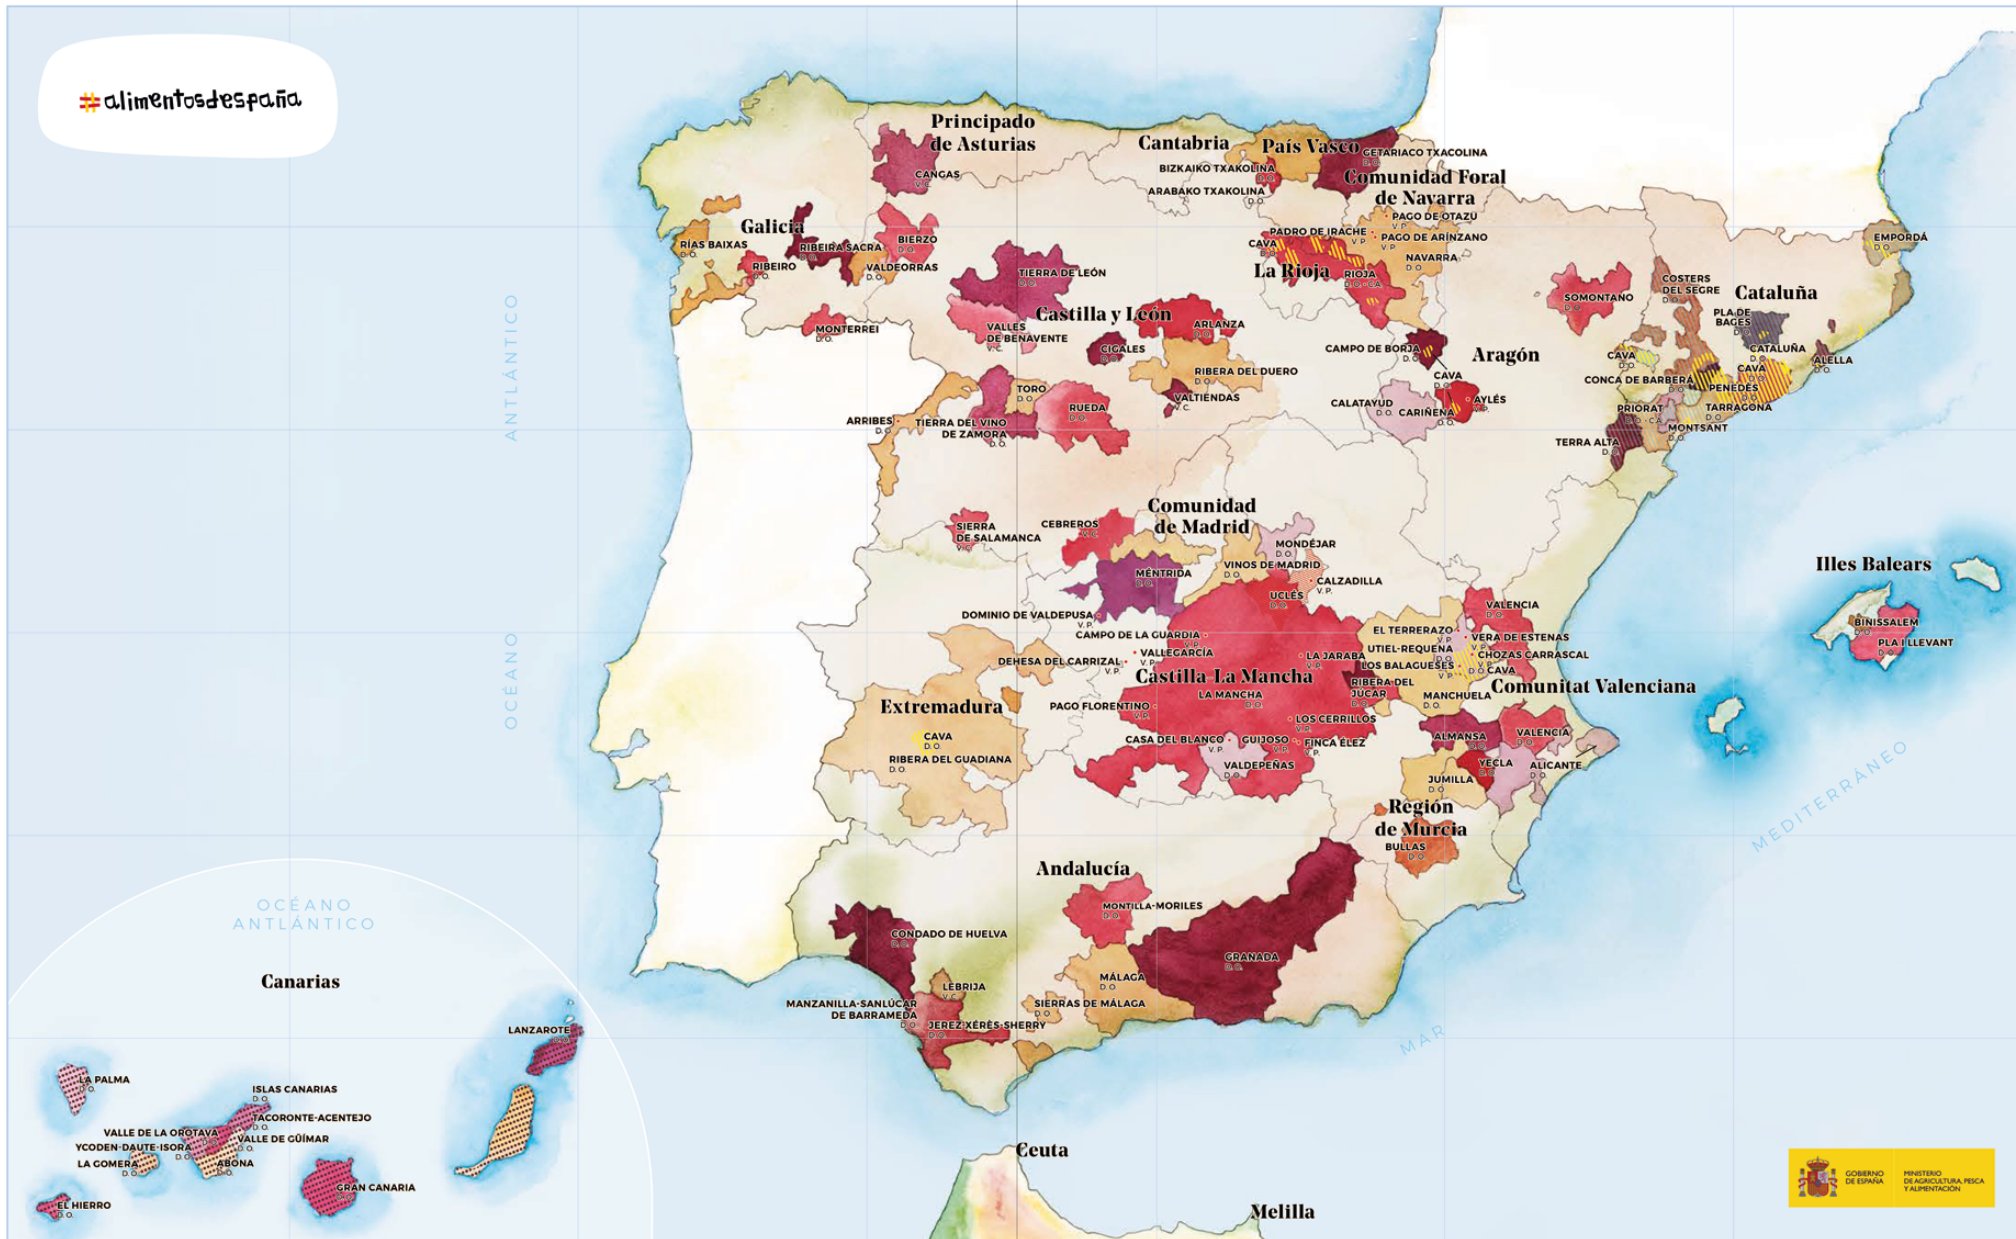 #alimentosdespaña
Principado
de Asturias
CANGAS
V.C.
Cantabria
País Vasco
GETARIACO TXACOLINA
D.O.
BIZKAIKO TXAKOLINA
D.O.
ARABAKO TXAKOLINA
D.O.
Comunidad Foral
de Navarra
PAGO DE OTAZU
V.P.
PADRO DE IRACHE
V.P.
PAGO DE ARÍNZANO
V.P.
NAVARRA
D.O.
CAVA
D.O.
La Rioja
RIOJA
D.O.-CA.
Galicia
RÍAS BAIXAS
D.O.
RIBEIRA SACRA
D.O.
RIBEIRO
D.O.
VALDEORRAS
D.O.
MONTERREI
D.O.
BIERZO
D.O.
TIERRA DE LEÓN
D.O.
Castilla y León
VALLES
DE BENAVENTE
V.C.
CIGALES
D.O.
ARLANZA
D.O.
RIBERA DEL DUERO
D.O.
VALTIENDAS
V.C.
TORO
D.O.
RUEDA
D.O.
ARRIBES
D.O.
TIERRA DEL VINO
DE ZAMORA
D.O.
SIERRA
DE SALAMANCA
V.C.
CEBREROS
V.C.
SOMONTANO
D.O.
Aragón
CAMPO DE BORJA
D.O.
CAVA
D.O.
CALATAYUD
D.O.
CARIÑENA
D.O.
AYLÉS
V.P.
EMPORDÁ
D.O.
COSTERS
DEL SEGRE
D.O.
Cataluña
PLA DE
BAGES
D.O.
CATALUÑA
D.O.
ALELLA
D.O.
CAVA
D.O.
CAVA
D.O.
CONCA DE BARBERÁ
D.O.
PENEDÉS
D.O.
PRIORAT
D.O.-CA.
TARRAGONA
D.O.
MONTSANT
D.O.
TERRA ALTA
D.O.
Comunidad
de Madrid
MONDÉJAR
D.O.
VINOS DE MADRID
D.O.
MÉNTRIDA
D.O.
CALZADILLA
V.P.
UCLÉS
D.O.
DOMINIO DE VALDEPUSA
V.P.
CAMPO DE LA GUARDIA
V.P.
VALLEGARCÍA
V.P.
DEHESA DEL CARRIZAL
V.P.
LA JARABA
V.P.
Castilla-La Mancha
LA MANCHA
D.O.
RIBERA DEL
JÚCAR
D.O.
PAGO FLORENTINO
V.P.
LOS CERRILLOS
V.P.
CASA DEL BLANCO
V.P.
GUIJOSO
V.P.
FINCA ÉLEZ
V.P.
VALDEPEÑAS
D.O.
MANCHUELA
D.O.
ALMANSA
D.O.
VALENCIA
D.O.
EL TERRERAZO
V.P.
VERA DE ESTENAS
V.P.
UTIEL-REQUENA
D.O.
CHOZAS CARRASCAL
V.P.
LOS BALAGUESES
V.P.
CAVA
D.O.
Comunitat Valenciana
VALENCIA
D.O.
YECLA
D.O.
ALICANTE
D.O.
JUMILLA
D.O.
Región
de Murcia
BULLAS
D.O.
Extremadura
CAVA
D.O.
RIBERA DEL GUADIANA
D.O.
Andalucía
MONTILLA-MORILES
D.O.
CONDADO DE HUELVA
D.O.
GRANADA
D.O.
LEBRIJA
V.C.
MÁLAGA
D.O.
MANZANILLA-SANLÚCAR
DE BARRAMEDA
D.O.
SIERRAS DE MÁLAGA
D.O.
JEREZ-XÉRÈS-SHERRY
D.O.
Illes Balears
BINISSALEM
D.O.
PLA I LLEVANT
D.O.
OCÉANO ANTLÁNTICO
MAR MEDITERRÁNEO
OCÉANO
ANTLÁNTICO
Canarias
LANZAROTE
D.O.
LA PALMA
D.O.
ISLAS CANARIAS
D.O.
TACORONTE-ACENTEJO
D.O.
VALLE DE LA OROTAVA
D.O.
VALLE DE GÜÍMAR
D.O.
YCODEN-DAUTE-ISORA
D.O.
LA GOMERA
D.O.
ABONA
D.O.
GRAN CANARIA
D.O.
EL HIERRO
D.O.
Ceuta
Melilla
GOBIERNO
DE ESPAÑA
MINISTERIO
DE AGRICULTURA, PESCA
Y ALIMENTACIÓN